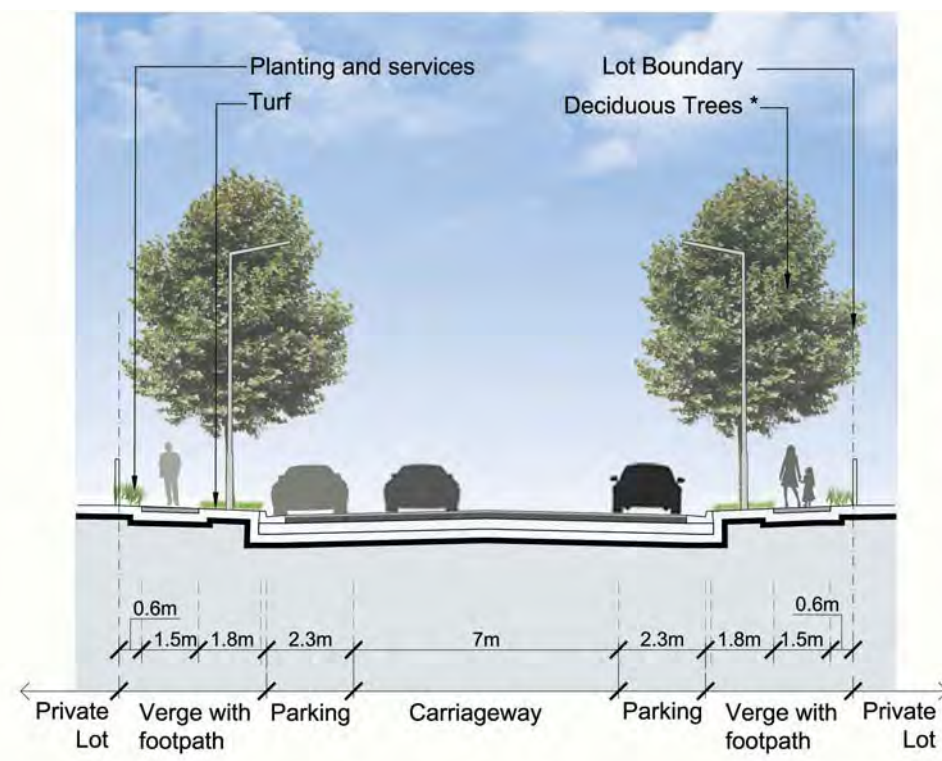 Planting and services
Turf
Lot Boundary
Deciduous Trees *
0.6m
1.5m 1.8m 2.3m 7m 2.3m 1.8m 1.5m
0.6m
Private Lot
Verge with footpath
Parking
Carriageway
Parking
Verge with footpath
Private Lot